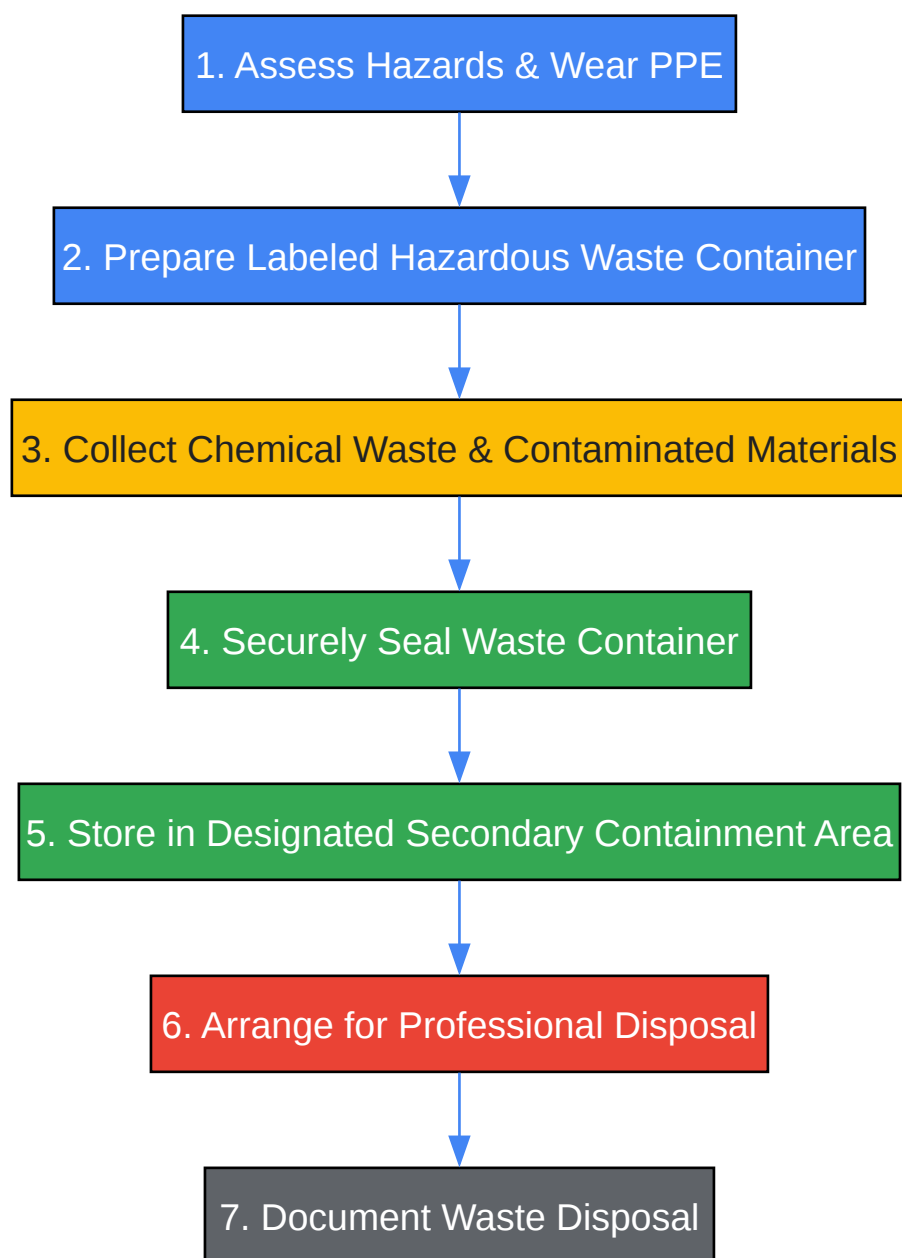 1. Assess Hazards & Wear PPE
2. Prepare Labeled Hazardous Waste Container
3. Collect Chemical Waste & Contaminated Materials
4. Securely Seal Waste Container
5. Store in Designated Secondary Containment Area
6. Arrange for Professional Disposal
7. Document Waste Disposal